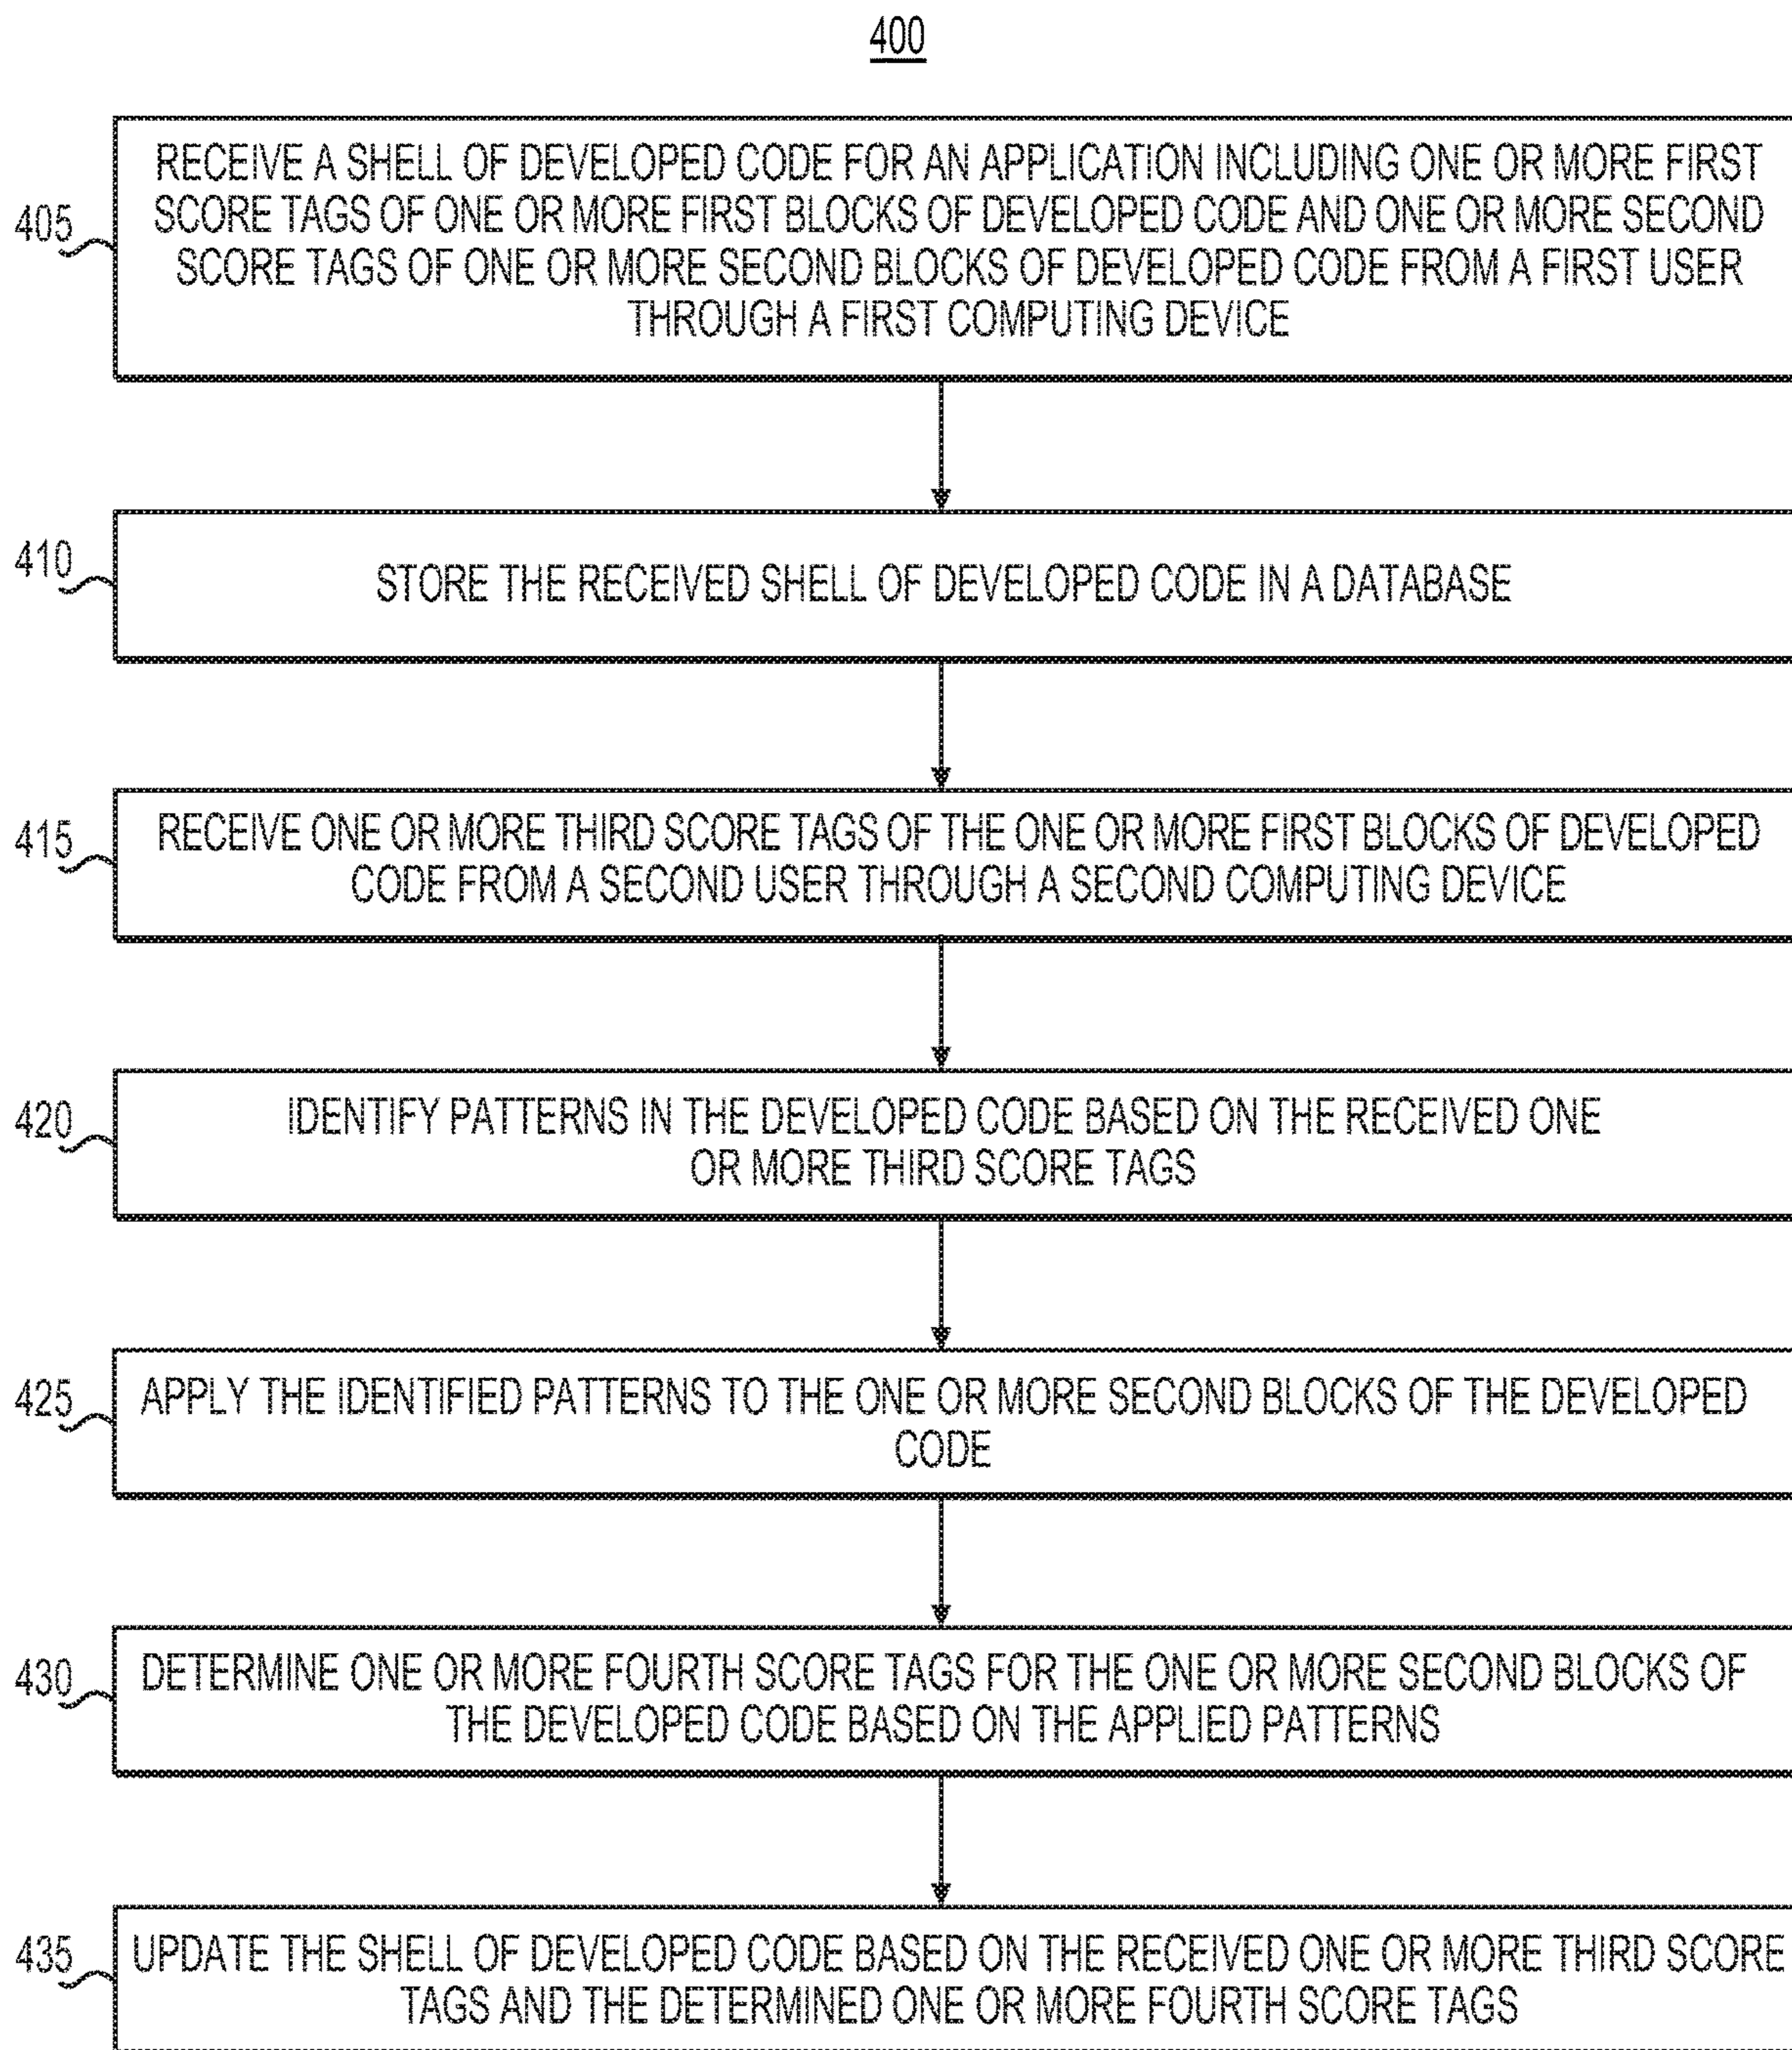 400
405
RECEIVE A SHELL OF DEVELOPED CODE FOR AN APPLICATION INCLUDING ONE OR MORE FIRST
SCORE TAGS OF ONE OR MORE FIRST BLOCKS OF DEVELOPED CODE AND ONE OR MORE SECOND
SCORE TAGS OF ONE OR MORE SECOND BLOCKS OF DEVELOPED CODE FROM A FIRST USER
THROUGH A FIRST COMPUTING DEVICE
410
STORE THE RECEIVED SHELL OF DEVELOPED CODE IN A DATABASE
415
RECEIVE ONE OR MORE THIRD SCORE TAGS OF THE ONE OR MORE FIRST BLOCKS OF DEVELOPED
CODE FROM A SECOND USER THROUGH A SECOND COMPUTING DEVICE
420
IDENTIFY PATTERNS IN THE DEVELOPED CODE BASED ON THE RECEIVED ONE
OR MORE THIRD SCORE TAGS
425
APPLY THE IDENTIFIED PATTERNS TO THE ONE OR MORE SECOND BLOCKS OF THE DEVELOPED
CODE
430
DETERMINE ONE OR MORE FOURTH SCORE TAGS FOR THE ONE OR MORE SECOND BLOCKS OF
THE DEVELOPED CODE BASED ON THE APPLIED PATTERNS
435
UPDATE THE SHELL OF DEVELOPED CODE BASED ON THE RECEIVED ONE OR MORE THIRD SCORE
TAGS AND THE DETERMINED ONE OR MORE FOURTH SCORE TAGS